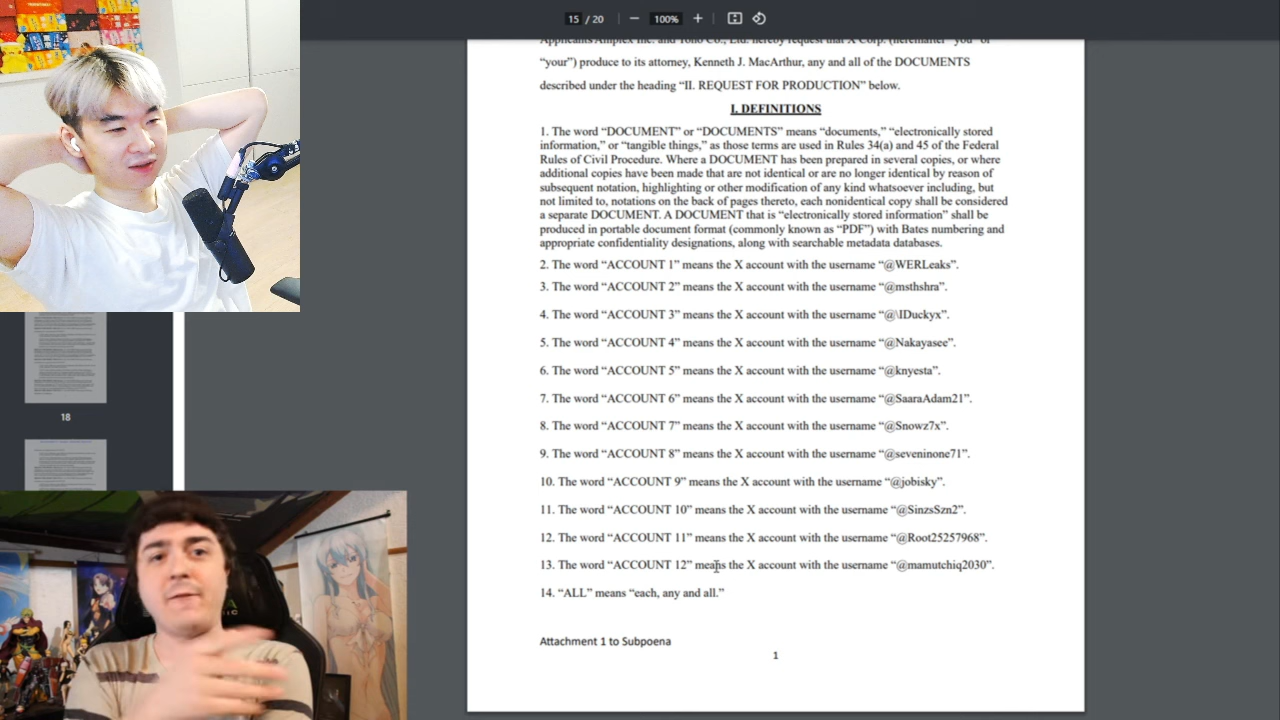 15 / 20
100%
Applicants Amplex Inc. and Toho Co., Ltd. hereby request that X Corp. (hereinafter "you" or
“your”) produce to its attorney, Kenneth J. MacArthur, any and all of the DOCUMENTS
described under the heading “II. REQUEST FOR PRODUCTION” below.
I. DEFINITIONS
1. The word “DOCUMENT” or “DOCUMENTS” means “documents,” “electronically stored
information,” or “tangible things,” as those terms are used in Rules 34(a) and 45 of the Federal
Rules of Civil Procedure. Where a DOCUMENT has been prepared in several copies, or where
additional copies have been made that are not identical or are no longer identical by reason of
subsequent notation, highlighting or other modification of any kind whatsoever including, but
not limited to, notations on the back of pages thereto, each nonidentical copy shall be considered
a separate DOCUMENT. A DOCUMENT that is “electronically stored information” shall be
produced in portable document format (commonly known as “PDF”) with Bates numbering and
appropriate confidentiality designations, along with searchable metadata databases.
2. The word “ACCOUNT 1” means the X account with the username “@WERLeaks”.
3. The word “ACCOUNT 2” means the X account with the username “@msthshra”.
4. The word “ACCOUNT 3” means the X account with the username “@\IDuckyx”.
5. The word “ACCOUNT 4” means the X account with the username “@Nakayasee”.
6. The word “ACCOUNT 5” means the X account with the username “@knyesta”.
7. The word “ACCOUNT 6” means the X account with the username “@SaaraAdam21”.
8. The word “ACCOUNT 7” means the X account with the username “@Snowz7x”.
9. The word “ACCOUNT 8” means the X account with the username “@seveninone71”.
10. The word “ACCOUNT 9” means the X account with the username “@jobisky”.
11. The word “ACCOUNT 10” means the X account with the username “@SinzsSzn2”.
12. The word “ACCOUNT 11” means the X account with the username “@Root25257968”.
13. The word “ACCOUNT 12” means the X account with the username “@mamutchiq2030”.
14. “ALL” means “each, any and all.”
Attachment 1 to Subpoena
1
18